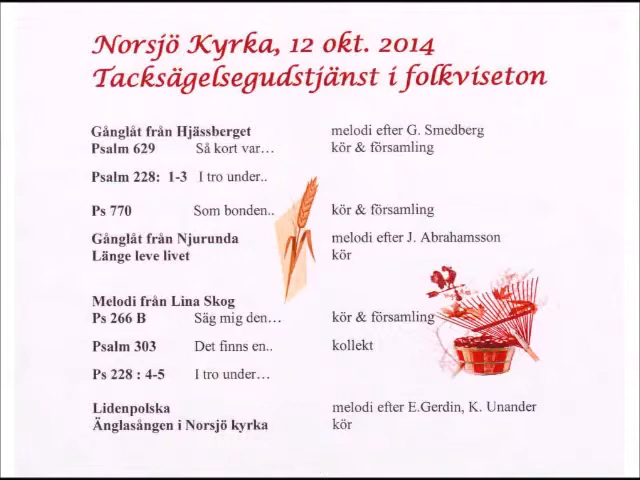 Norsjö Kyrka, 12 okt. 2014
Tacksägelsegudstjänst i folkviseton
Gånglåt från Hjässberget melodi efter G. Smedberg
Psalm 629 Så kort var… kör & församling
Psalm 228: 1-3 I tro under..
Ps 770 Som bonden.. kör & församling
Gånglåt från Njurunda melodi efter J. Abrahamsson
Länge leve livet kör
Melodi från Lina Skog
Ps 266 B Säg mig den… kör & församling
Psalm 303 Det finns en.. kollekt
Ps 228 : 4-5 I tro under…
Lidenpolska melodi efter E.Gerdin, K. Unander
Änglasången i Norsjö kyrka kör